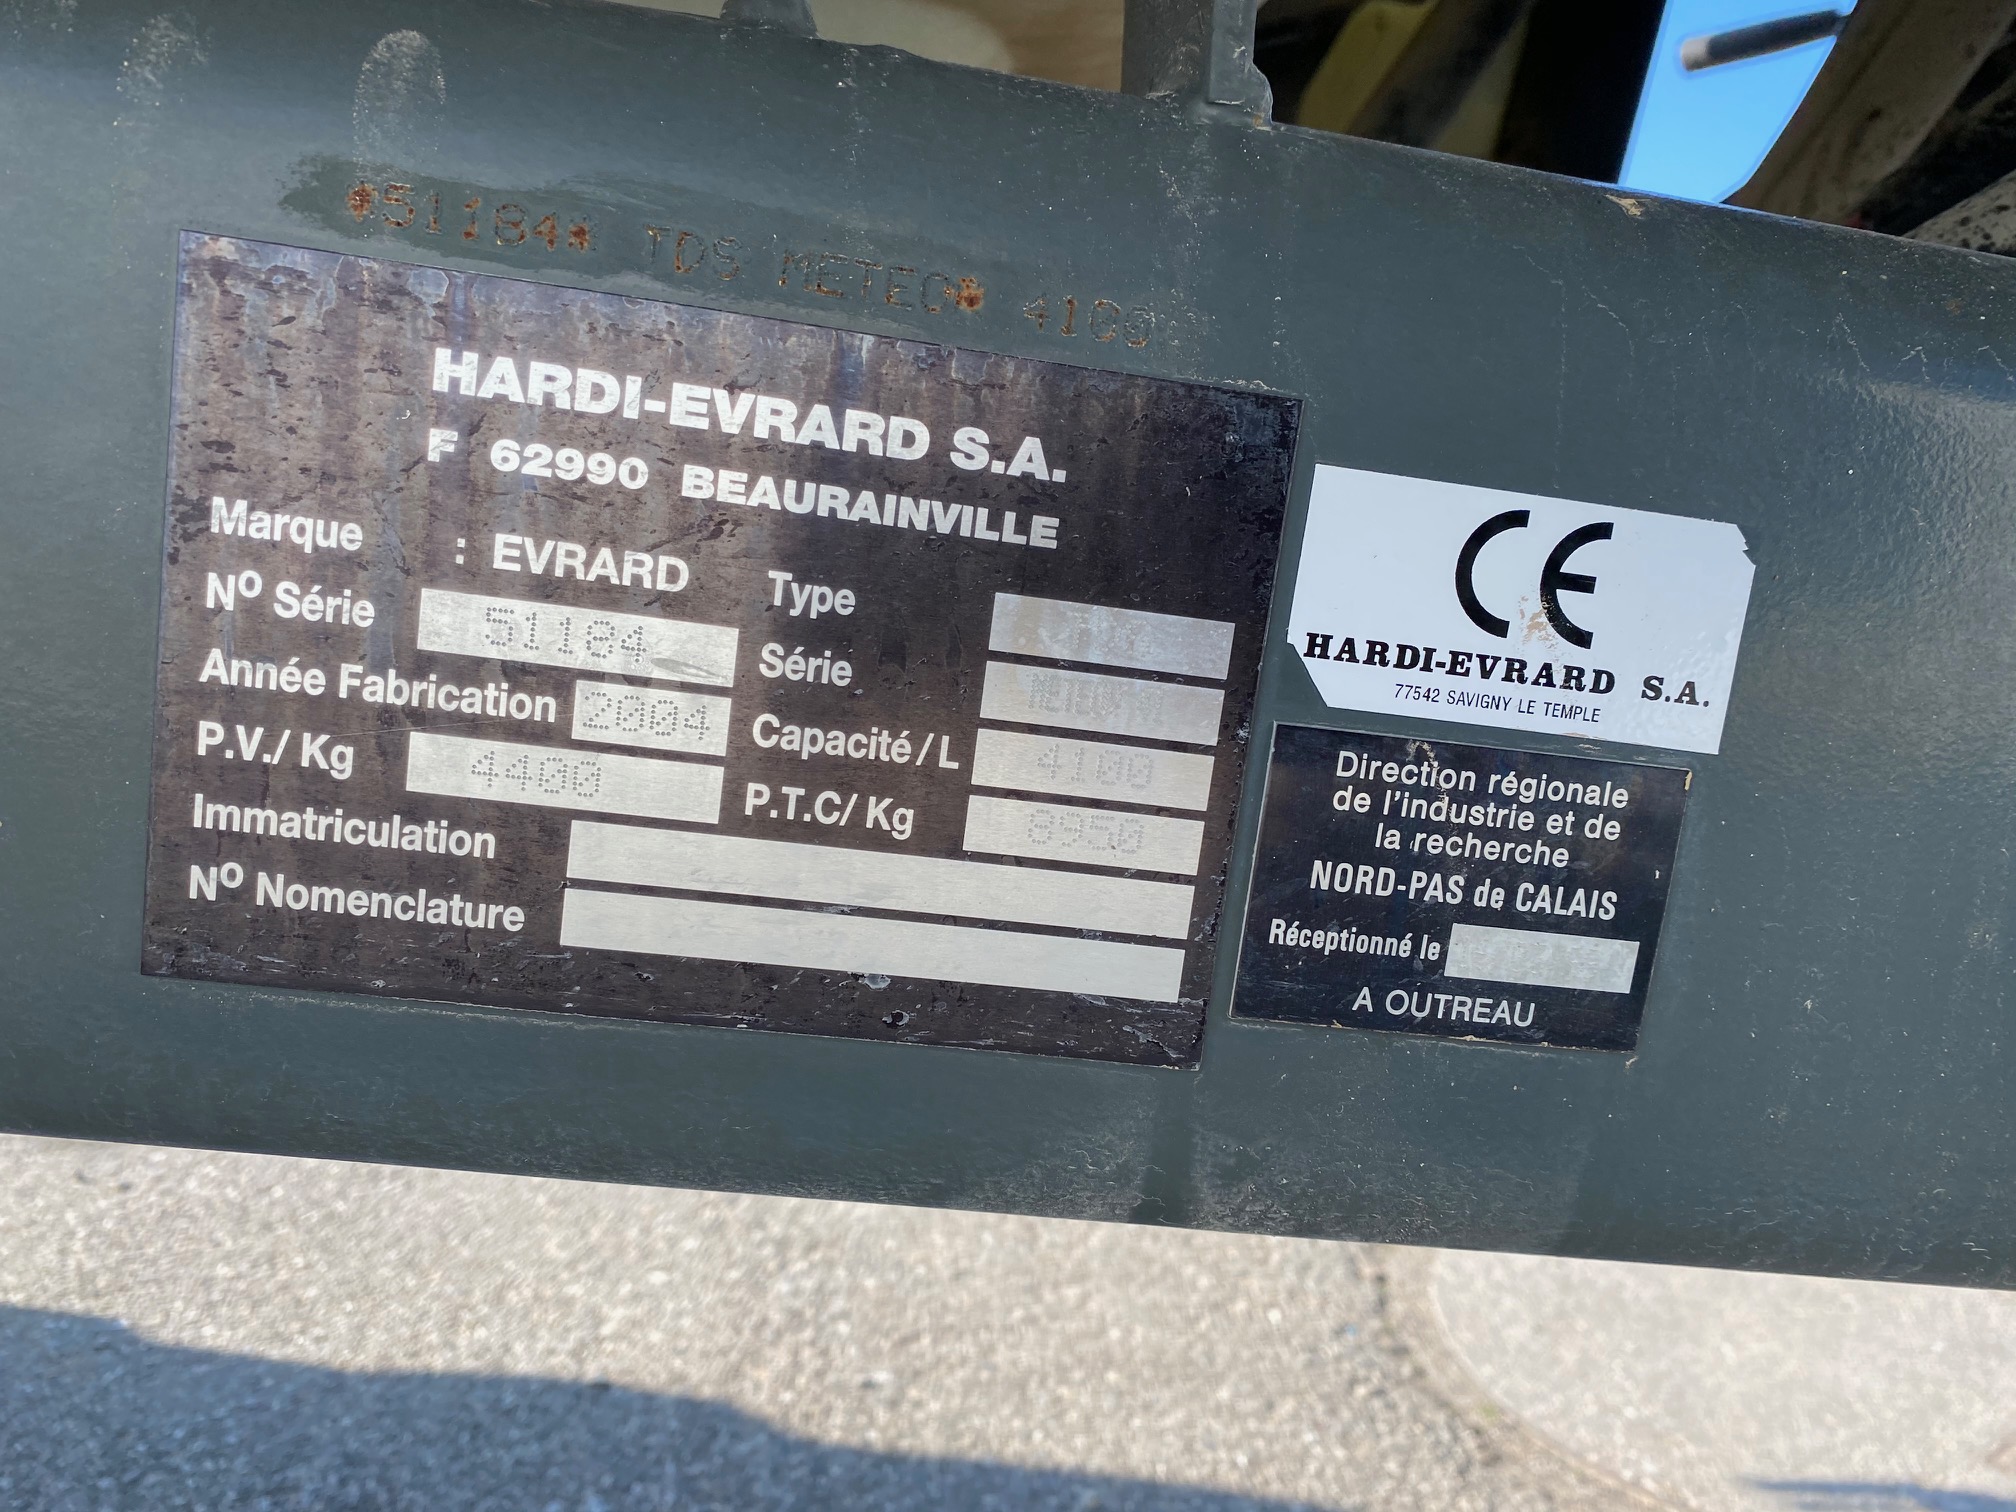 *51184* TDS METEO* 4100
HARDI-EVRARD S.A.
F 62990 BEAURAINVILLE
Marque : EVRARD
Type
Nº Série 51184
Série
Année Fabrication 2004
Capacité/L 4100
P.V./Kg 4400
P.T.C/Kg
Immatriculation
Nº Nomenclature
CE
HARDI-EVRARD S.A.
77542 SAVIGNY LE TEMPLE
Direction régionale
de l'industrie et de
la recherche
NORD-PAS de CALAIS
Réceptionné le
A OUTREAU